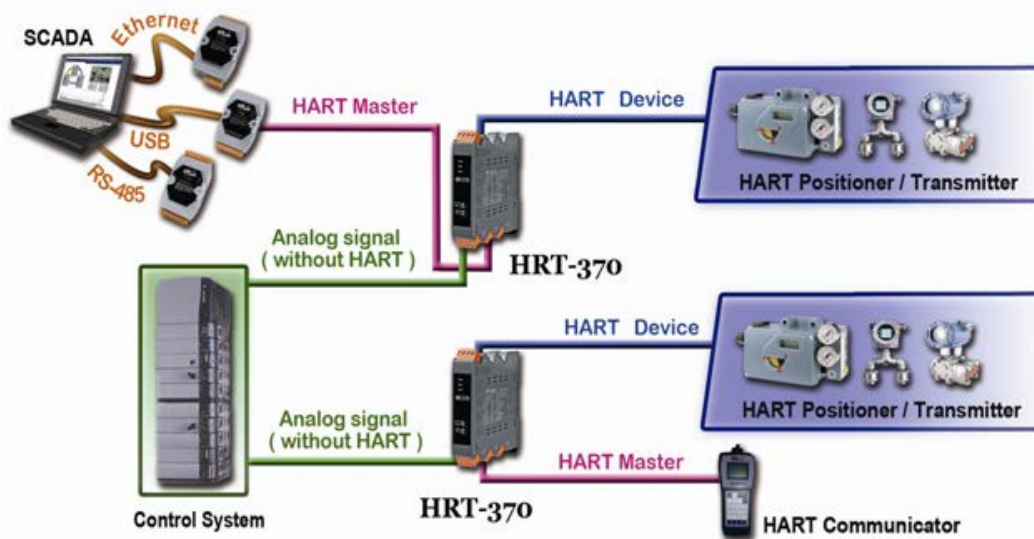 SCADA
Ethernet
USB
RS-485
HART Master
HART Device
HART Positioner / Transmitter
Analog signal
( without HART )
HRT-370
HART Device
HART Positioner / Transmitter
Analog signal
( without HART )
HART Master
HRT-370
Control System
HART Communicator